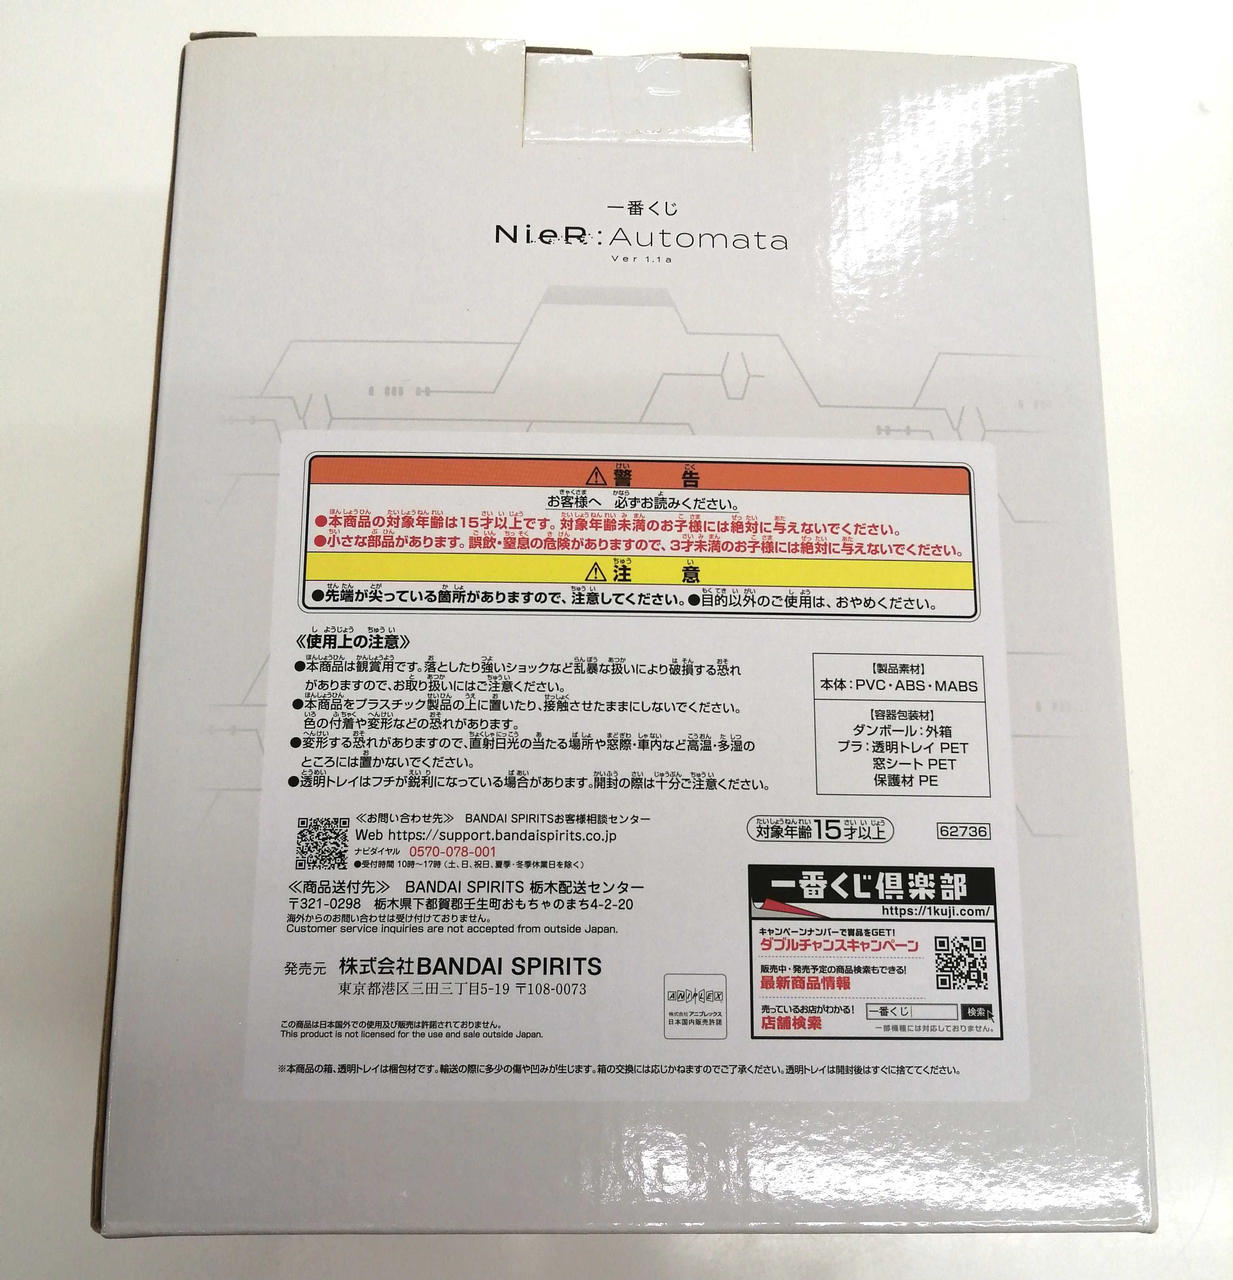 一番くじ
NieR:Automata
Ver 1.1a
⚠警告
お客様へ 必ずお読みください。
●本商品の対象年齢は15才以上です。対象年齢未満のお子様には絶対に与えないでください。
●小さな部品があります。誤飲・窒息の危険がありますので、3才未満のお子様には絶対に与えないでください。
⚠注意
●先端が尖っている箇所がありますので、注意してください。●目的以外のご使用は、おやめください。
《使用上の注意》
●本商品は観賞用です。落としたり強いショックなど乱暴な扱いにより破損する恐れ
がありますので、お取り扱いにはご注意ください。
●本商品をプラスチック製品の上に置いたり、接触させたままにしないでください。
色の付着や変形などの恐れがあります。
●変形する恐れがありますので、直射日光の当たる場所や窓際・車内など高温・多湿の
ところには置かないでください。
●透明トレイはフチが鋭利になっている場合があります。開封の際は十分ご注意ください。
【製品素材】
本体:PVC・ABS・MABS
【容器包装材】
ダンボール:外箱
プラ:透明トレイ PET
窓シート PET
保護材 PE
≪お問い合わせ先≫ BANDAI SPIRITSお客様相談センター
Web https://support.bandaispirits.co.jp
ナビダイヤル 0570-078-001
●受付時間 10時〜17時(土、日、祝日、夏季・冬季休業日を除く)
対象年齢15才以上
62736
≪商品送付先≫ BANDAI SPIRITS 栃木配送センター
〒321-0298 栃木県下都賀郡壬生町おもちゃのまち4-2-20
海外からのお問い合わせは受け付けておりません。
Customer service inquiries are not accepted from outside Japan.
発売元 株式会社BANDAI SPIRITS
東京都港区三田三丁目5-19 〒108-0073
この商品は日本国外での使用及び販売は許諾されておりません。
This product is not licensed for the use and sale outside Japan.
ANIPLEX
株式会社アニプレックス
日本国内販売許諾
一番くじ倶楽部
https://1kuji.com/
キャンペーンナンバーで賞品をGET!
ダブルチャンスキャンペーン
販売中・発売予定の商品検索もできる!
最新商品情報
売っているお店がわかる!
店舗検索
一番くじ 検索
一部機種には対応しておりません。
※本商品の箱、透明トレイは梱包材です。輸送の際に多少の傷や凹みが生じます。箱の交換には応じかねますのでご了承ください。透明トレイは開封後はすぐに捨ててください。